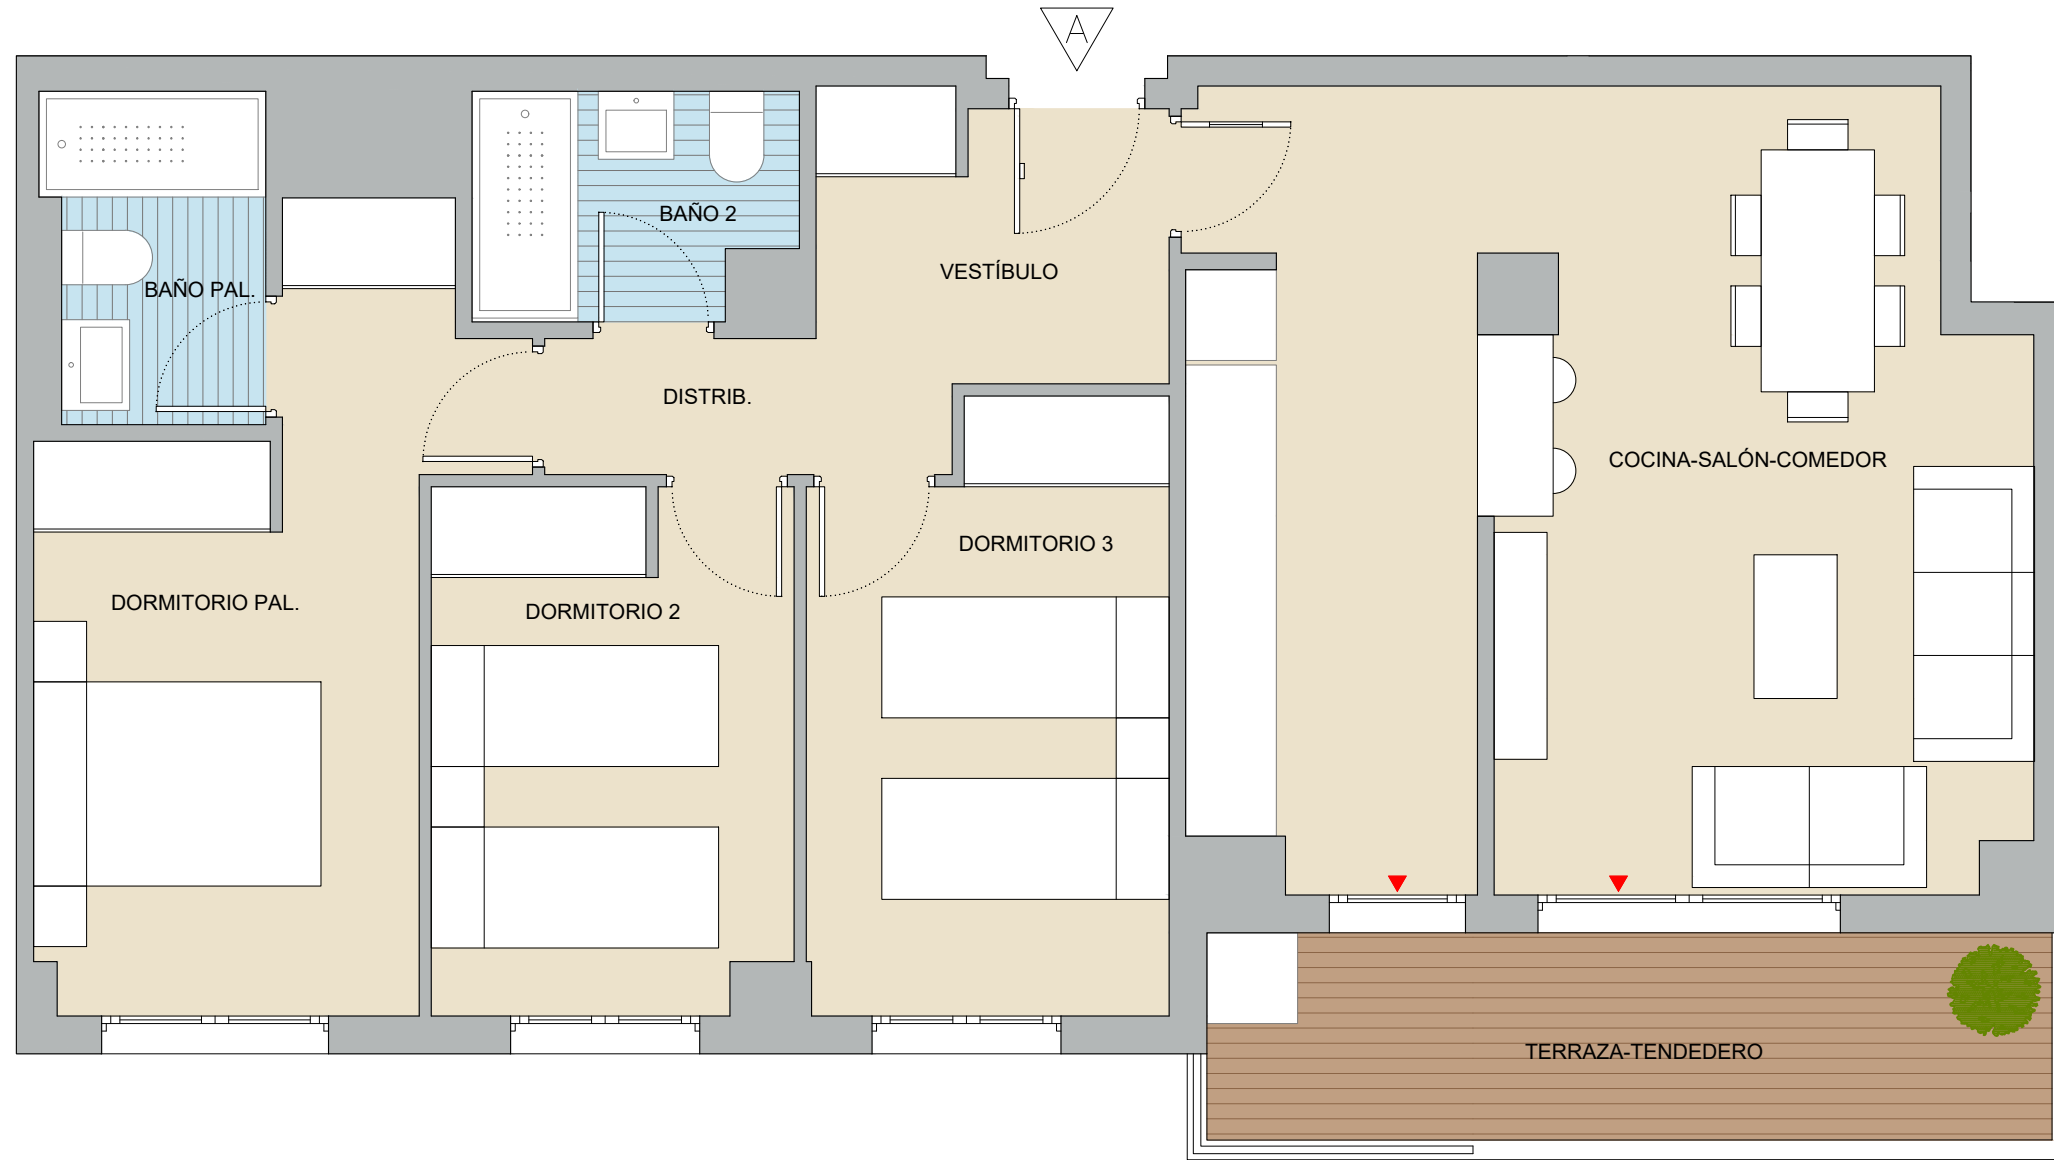 A
BAÑO 2
VESTÍBULO
BAÑO PAL.
DISTRIB.
COCINA-SALÓN-COMEDOR
DORMITORIO 3
DORMITORIO PAL.
DORMITORIO 2
TERRAZA-TENDEDERO